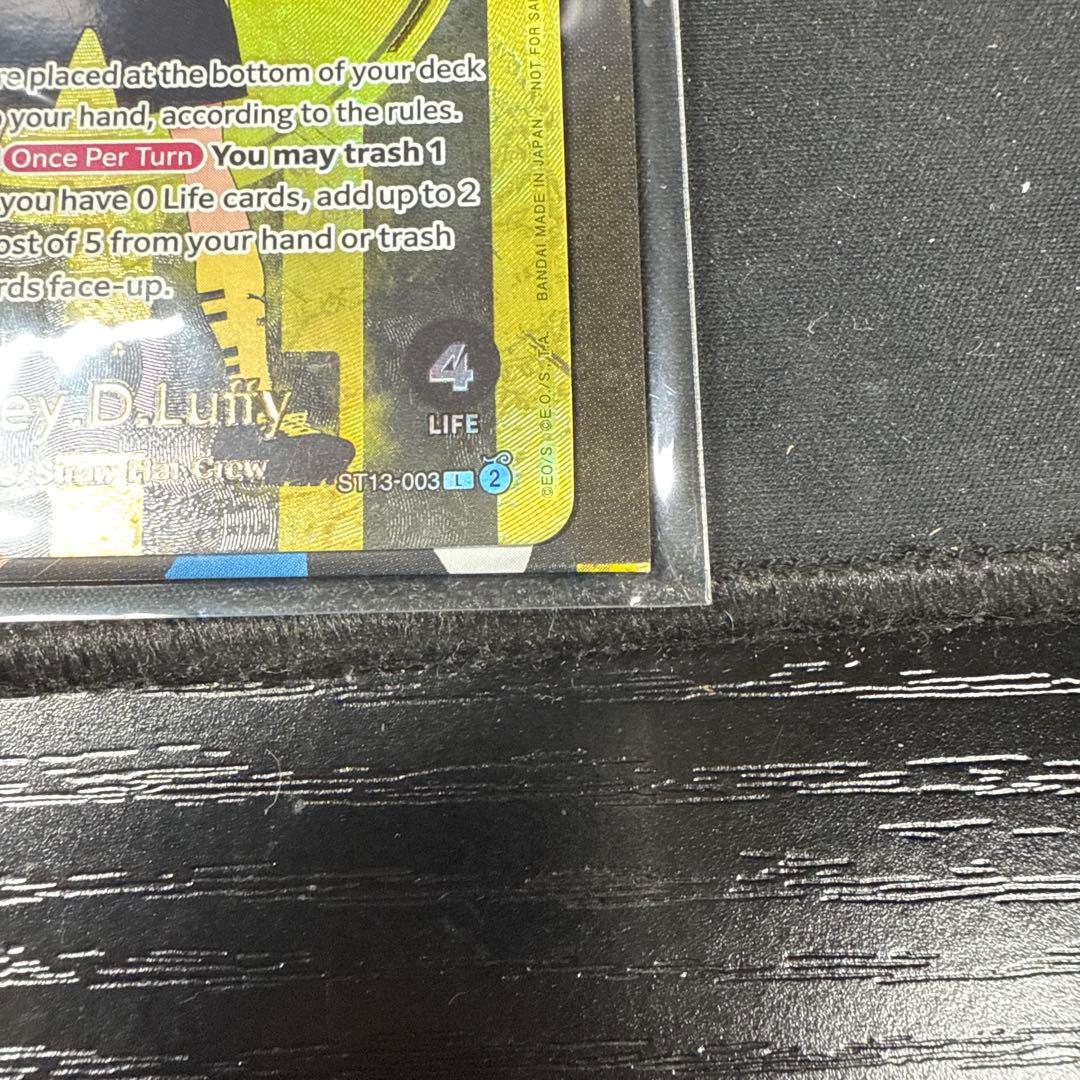 re placed at the bottom of your deck
your hand, according to the rules.
Once Per Turn You may trash 1
you have 0 Life cards, add up to 2
ost of 5 from your hand or trash
rds face-up.
4
LIFE
ey.D.Luffy
Straw Hat Crew
ST13-003 L 2
©EO/S ©E.O./S.,T.A. BANDAI MADE IN JAPAN NOT FOR SA